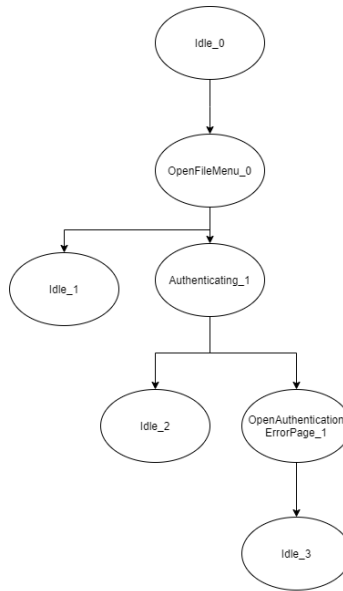 Idle_0
OpenFileMenu_0
Idle_1
Authenticating_1
Idle_2
OpenAuthentication
ErrorPage_1
Idle_3